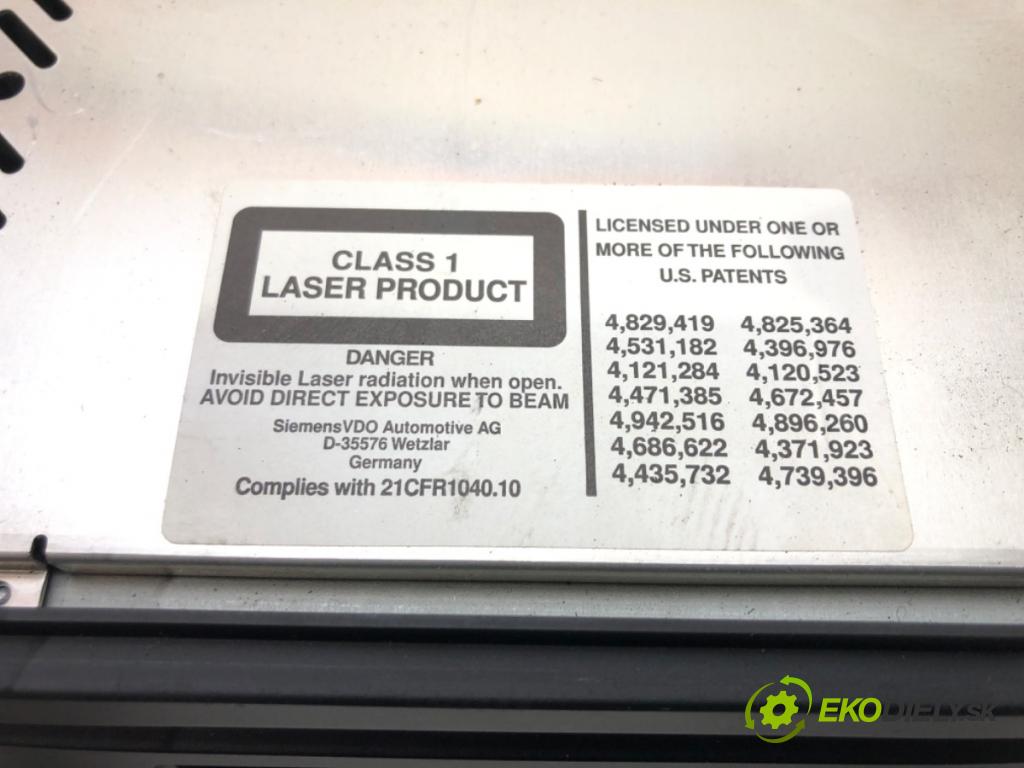 CLASS 1
LASER PRODUCT
DANGER
Invisible Laser radiation when open.
AVOID DIRECT EXPOSURE TO BEAM
SiemensVDO Automotive AG
D-35576 Wetzlar
Germany
Complies with 21CFR1040.10
LICENSED UNDER ONE OR
MORE OF THE FOLLOWING
U.S. PATENTS
4,829,419 4,825,364
4,531,182 4,396,976
4,121,284 4,120,523
4,471,385 4,672,457
4,942,516 4,896,260
4,686,622 4,371,923
4,435,732 4,739,396
EKODIELY.SK